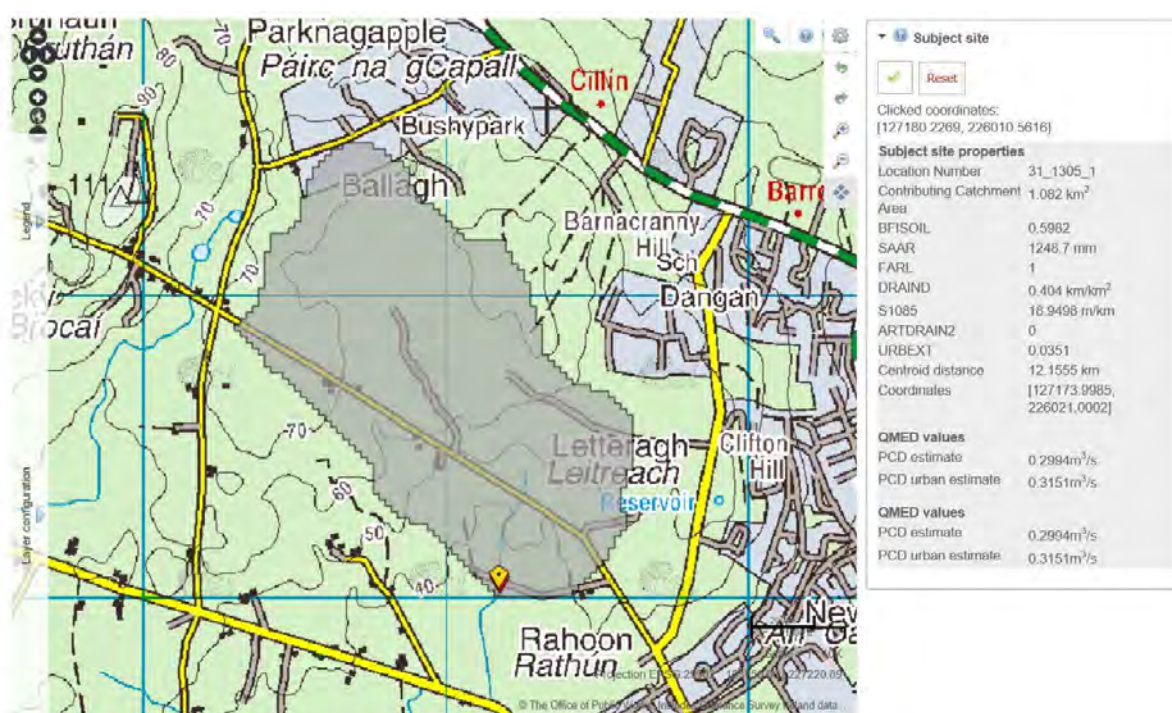 Parknagapple
Páirc na gCapall
Cillín
Bushypark
Ballagh
Barnacranny
Hill
Sch
Dangan
111
90
80
70
70
70
70
60
50
40
Letteragh
Leitreach
Clifton
Hill
Reservoir
Rahoon
Rathún
Legend
Layer configuration
© The Office of Public Works
Subject site
Reset
Clicked coordinates:
[127180.2269, 226010.5616]
Subject site properties
Location Number 31_1305_1
Contributing Catchment Area 1.082 km²
BFISOIL 0.5982
SAAR 1248.7 mm
FARL 1
DRAIND 0.404 km/km²
S1085 18.9498 m/km
ARTDRAIN2 0
URBEXT 0.0351
Centroid distance 12.1555 km
Coordinates [127173.9985,
226021.0002]
QMED values
PCD estimate 0.2994m³/s
PCD urban estimate 0.3151m³/s
QMED values
PCD estimate 0.2994m³/s
PCD urban estimate 0.3151m³/s